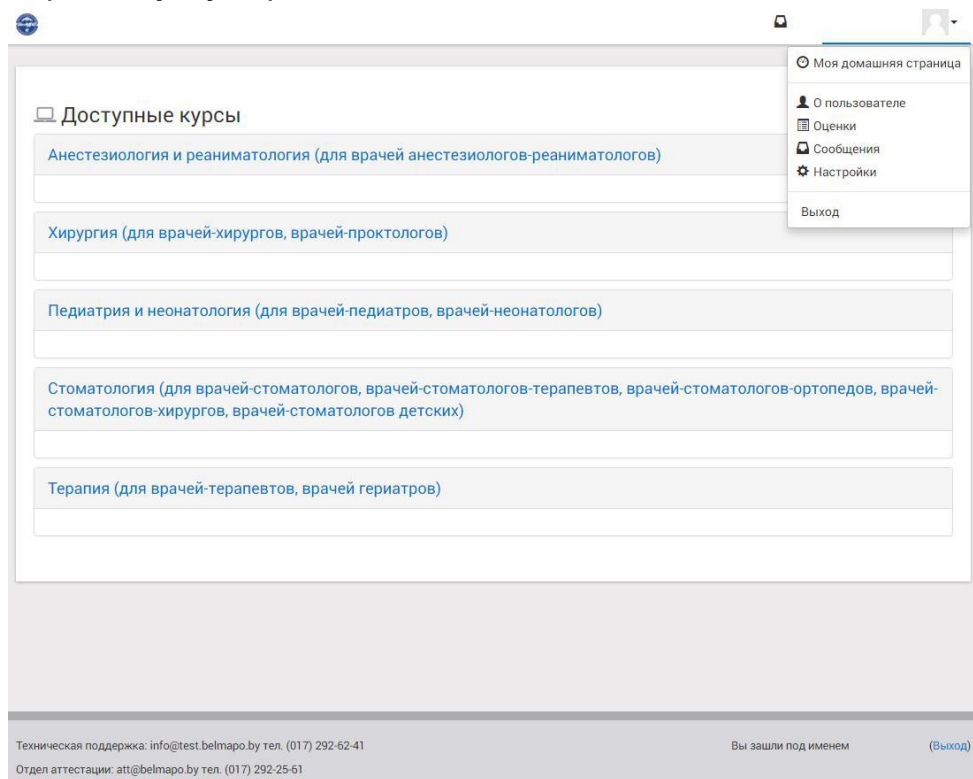 Моя домашняя страница
О пользователе
Оценки
Сообщения
Настройки
Выход
Доступные курсы
Анестезиология и реаниматология (для врачей анестезиологов-реаниматологов)
Хирургия (для врачей-хирургов, врачей-проктологов)
Педиатрия и неонатология (для врачей-педиатров, врачей-неонатологов)
Стоматология (для врачей-стоматологов, врачей-стоматологов-терапевтов, врачей-стоматологов-ортопедов, врачей-
стоматологов-хирургов, врачей-стоматологов детских)
Терапия (для врачей-терапевтов, врачей гериатров)
Техническая поддержка: info@test.belmapo.by тел. (017) 292-62-41
Вы зашли под именем (Выход)
Отдел аттестации: att@belmapo.by тел. (017) 292-25-61